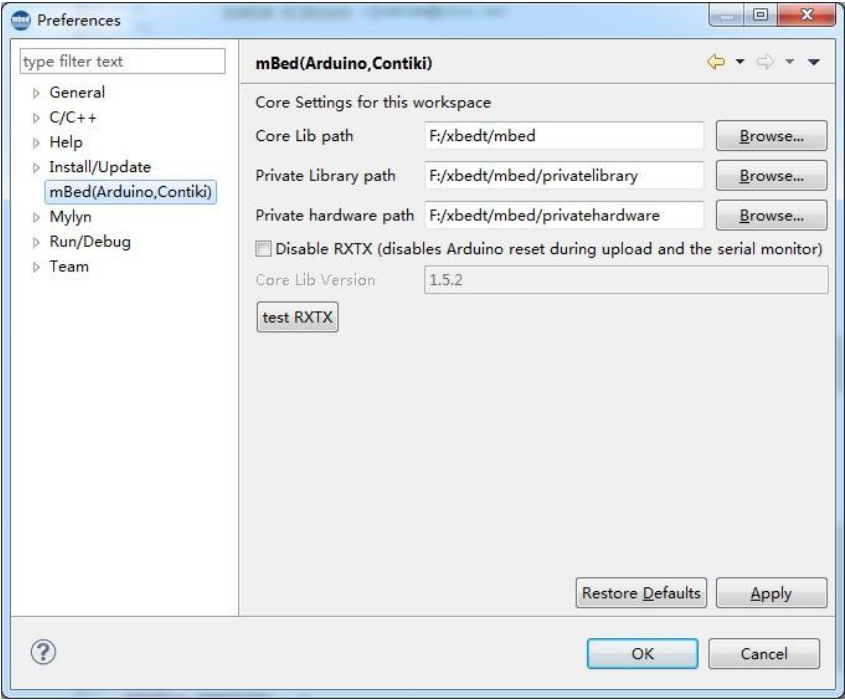 mbed Preferences
type filter text
General
C/C++
Help
Install/Update
mBed(Arduino,Contiki)
Mylyn
Run/Debug
Team
mBed(Arduino,Contiki)
Core Settings for this workspace
Core Lib path F:/xbedt/mbed Browse...
Private Library path F:/xbedt/mbed/privatelibrary Browse...
Private hardware path F:/xbedt/mbed/privatehardware Browse...
Disable RXTX (disables Arduino reset during upload and the serial monitor)
Core Lib Version 1.5.2
test RXTX
Restore Defaults Apply
? OK Cancel